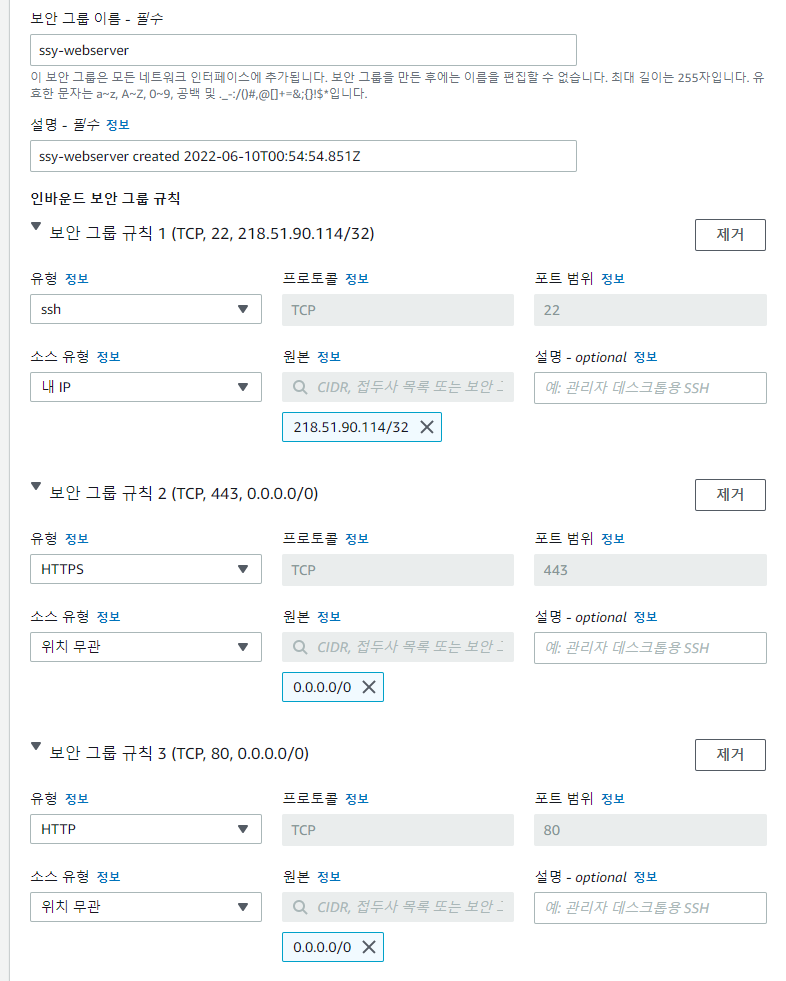 보안 그룹 이름 - 필수
ssy-webserver
이 보안 그룹은 모든 네트워크 인터페이스에 추가됩니다. 보안 그룹을 만든 후에는 이름을 편집할 수 없습니다. 최대 길이는 255자입니다. 유
효한 문자는 a~z, A~Z, 0~9, 공백 및 ._-:/()#,@[]+=&;{}!$*입니다.
설명 - 필수 정보
ssy-webserver created 2022-06-10T00:54:54.851Z
인바운드 보안 그룹 규칙
보안 그룹 규칙 1 (TCP, 22, 218.51.90.114/32) 제거
유형 정보 프로토콜 정보 포트 범위 정보
ssh TCP 22
소스 유형 정보 원본 정보 설명 - optional 정보
내 IP CIDR, 접두사 목록 또는 보안 예: 관리자 데스크톱용 SSH
218.51.90.114/32
보안 그룹 규칙 2 (TCP, 443, 0.0.0.0/0) 제거
유형 정보 프로토콜 정보 포트 범위 정보
HTTPS TCP 443
소스 유형 정보 원본 정보 설명 - optional 정보
위치 무관 CIDR, 접두사 목록 또는 보안 예: 관리자 데스크톱용 SSH
0.0.0.0/0
보안 그룹 규칙 3 (TCP, 80, 0.0.0.0/0) 제거
유형 정보 프로토콜 정보 포트 범위 정보
HTTP TCP 80
소스 유형 정보 원본 정보 설명 - optional 정보
위치 무관 CIDR, 접두사 목록 또는 보안 예: 관리자 데스크톱용 SSH
0.0.0.0/0